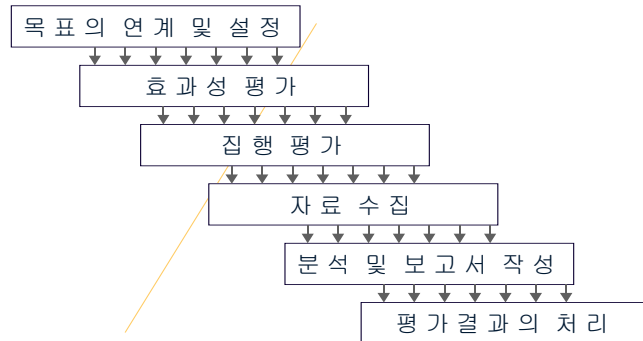 목표의 연계 및 설정
효과성 평가
집행 평가
자료 수집
분석 및 보고서 작성
평가결과의 처리